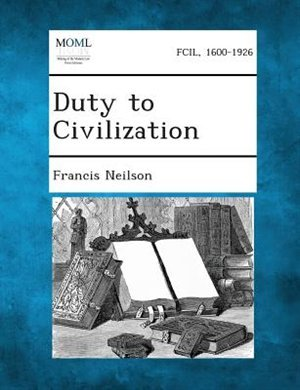 MOML
FCIL, 1600-1926
Duty to
Civilization
Francis Neilson